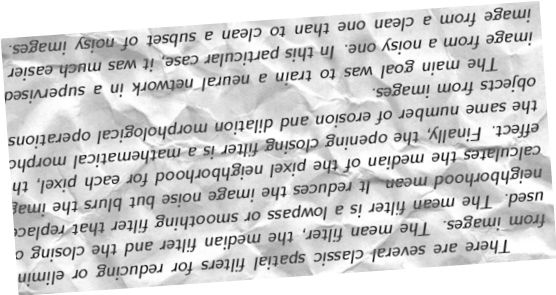 There are several classic spatial filters for reducing or elimin
from images. The mean filter, the median filter and the closing o
used. The mean filter is a lowpass or smoothing filter that replac
neighborhood mean. It reduces the image noise but blurs the imag
calculates the median of the pixel neighborhood for each pixel, th
effect. Finally, the opening closing filter is a mathematical morpho
the same number of erosion and dilation morphological operations
objects from images.
The main goal was to train a neural network in a supervised
image from a noisy one. In this particular case, it was much easier
image from a clean one than to clean a subset of noisy images.